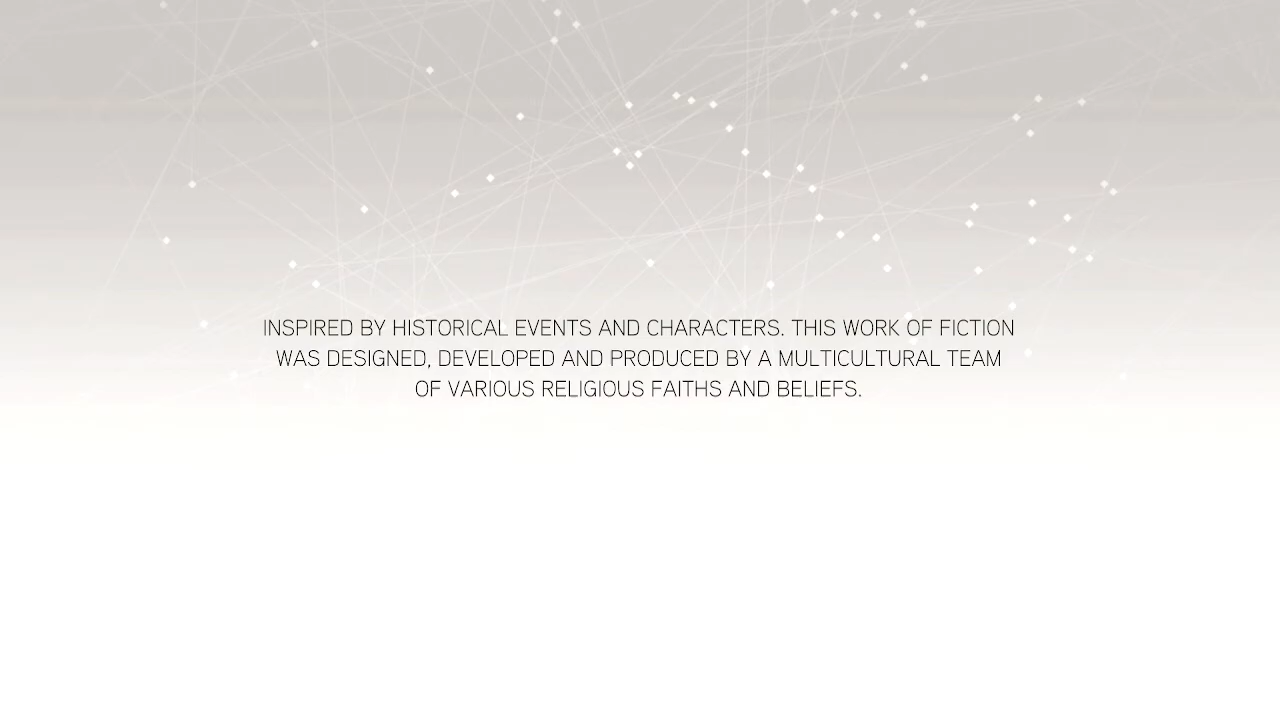 INSPIRED BY HISTORICAL EVENTS AND CHARACTERS. THIS WORK OF FICTION
WAS DESIGNED, DEVELOPED AND PRODUCED BY A MULTICULTURAL TEAM
OF VARIOUS RELIGIOUS FAITHS AND BELIEFS.